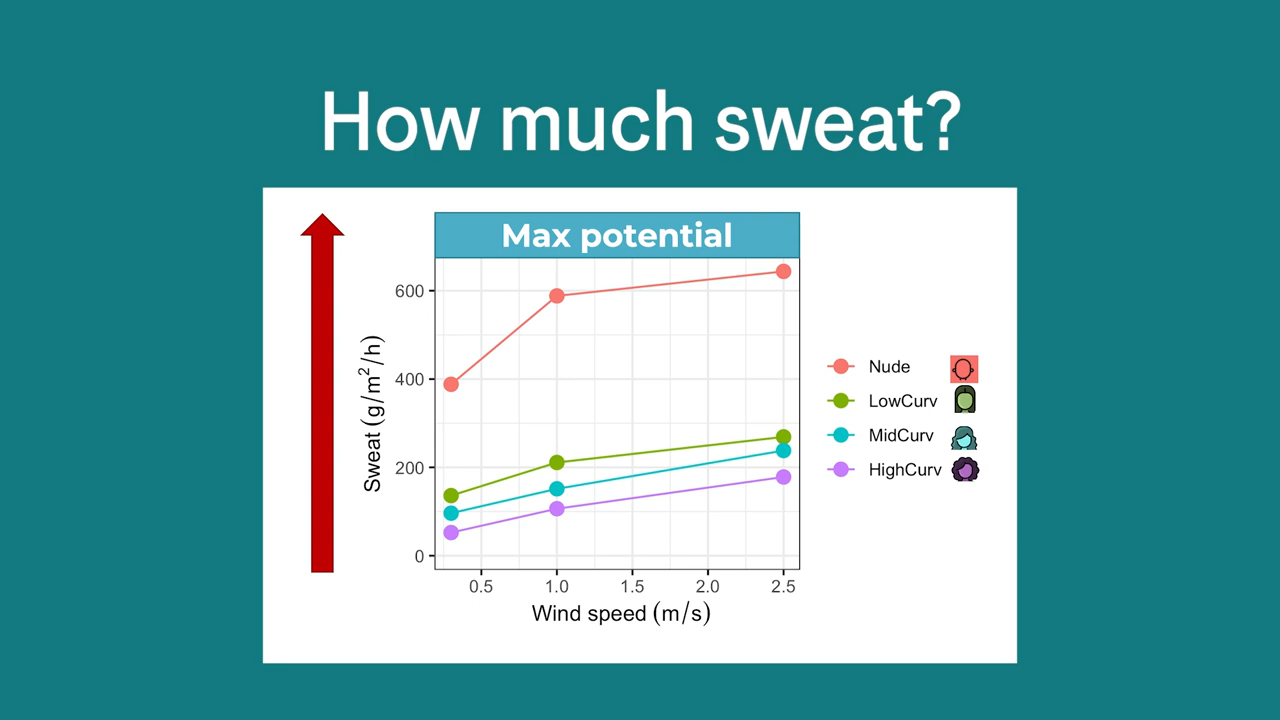 How much sweat?
Max potential
Sweat (g/m²/h)
600
400
200
0
0.5 1.0 1.5 2.0 2.5
Wind speed (m/s)
Nude
LowCurv
MidCurv
HighCurv